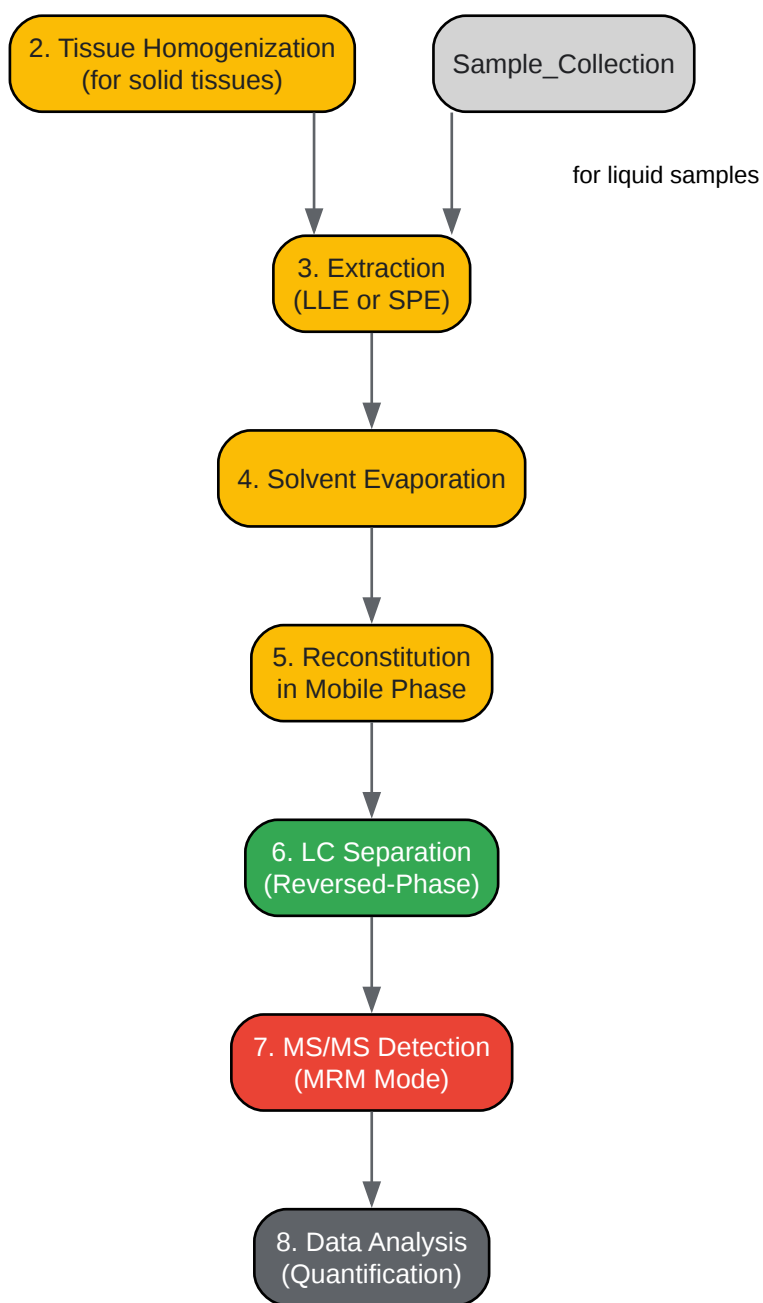 2. Tissue Homogenization
(for solid tissues)
Sample_Collection
for liquid samples
3. Extraction
(LLE or SPE)
4. Solvent Evaporation
5. Reconstitution
in Mobile Phase
6. LC Separation
(Reversed-Phase)
7. MS/MS Detection
(MRM Mode)
8. Data Analysis
(Quantification)